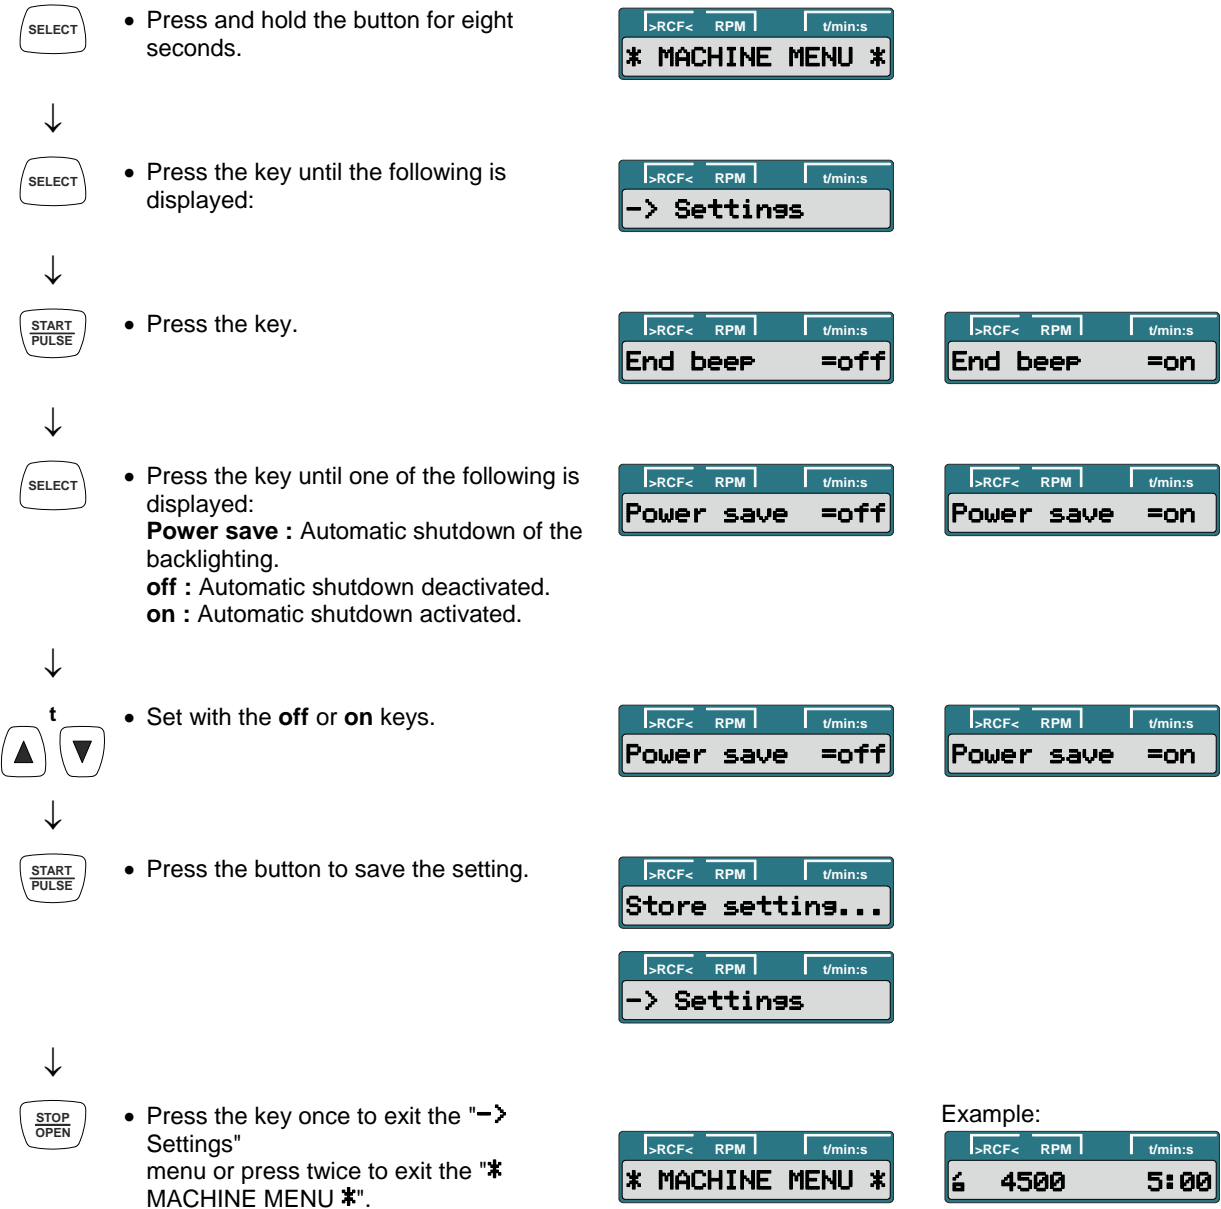 SELECT
• Press and hold the button for eight
seconds.
>RCF< RPM t/min:s
* MACHINE MENU *
↓
SELECT
• Press the key until the following is
displayed:
>RCF< RPM t/min:s
-> Settings
↓
START
PULSE
• Press the key.
>RCF< RPM t/min:s
End beep =off
>RCF< RPM t/min:s
End beep =on
↓
SELECT
• Press the key until one of the following is
displayed:
Power save : Automatic shutdown of the
backlighting.
off : Automatic shutdown deactivated.
on : Automatic shutdown activated.
>RCF< RPM t/min:s
Power save =off
>RCF< RPM t/min:s
Power save =on
↓
t
▲ ▼
• Set with the off or on keys.
>RCF< RPM t/min:s
Power save =off
>RCF< RPM t/min:s
Power save =on
↓
START
PULSE
• Press the button to save the setting.
>RCF< RPM t/min:s
Store setting...
>RCF< RPM t/min:s
-> Settings
↓
STOP
OPEN
• Press the key once to exit the "->
Settings"
menu or press twice to exit the "*
MACHINE MENU *".
>RCF< RPM t/min:s
* MACHINE MENU *
Example:
>RCF< RPM t/min:s
4500 5:00